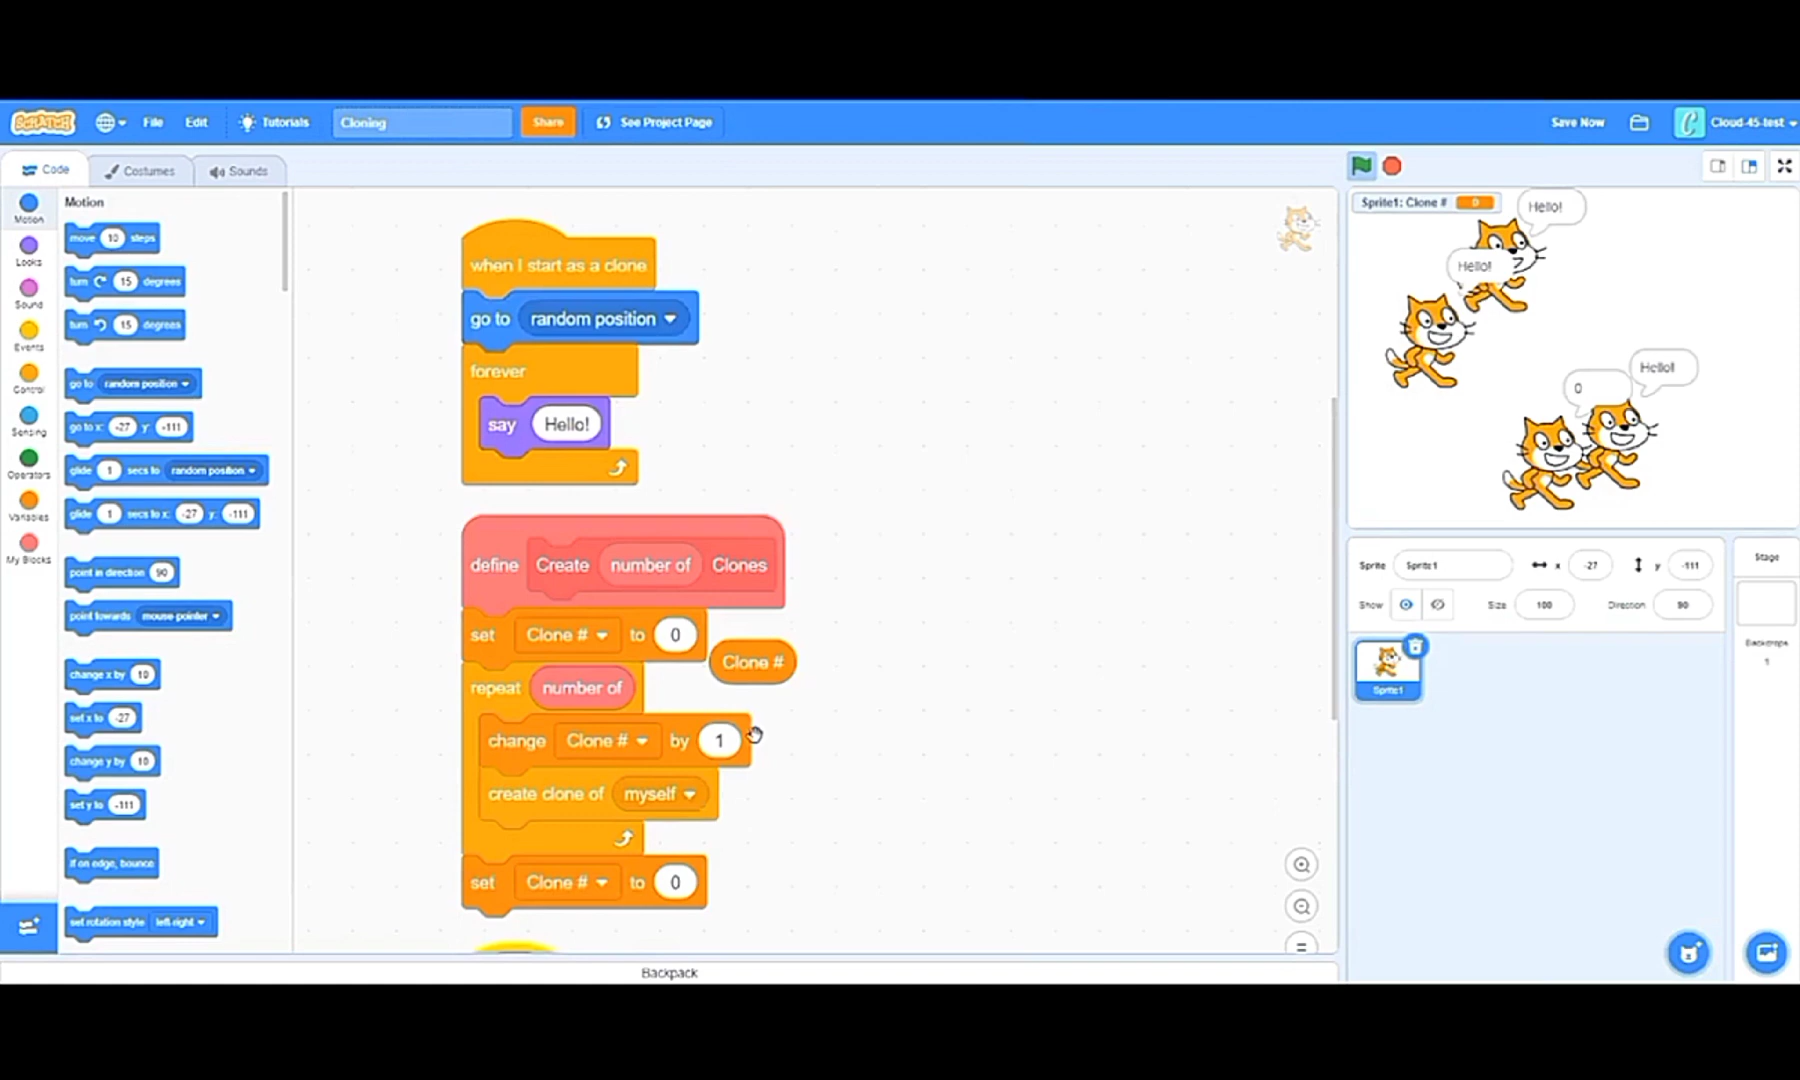 SCRATCH File Edit Tutorials Cloning Share See Project Page Save Now Cloud-45-test
Code Costumes Sounds
Motion
Looks
Sound
Events
Control
Sensing
Operators
Variables
My Blocks
Motion
move 10 steps
turn 15 degrees
turn 15 degrees
go to random position
go to x: -27 y: -111
glide 1 secs to random position
glide 1 secs to x: -27 y: -111
point in direction 90
point towards mouse-pointer
change x by 10
set x to -27
change y by 10
set y to -111
if on edge, bounce
set rotation style left-right
when I start as a clone
go to random position
forever
say Hello!
define Create number of Clones
set Clone # to 0
Clone #
repeat number of
change Clone # by 1
create clone of myself
set Clone # to 0
Backpack
Sprite1: Clone # 0
Hello!
Hello!
Hello!
0
Sprite Sprite1 x -27 y -111
Show Size 100 Direction 90
Sprite1
Stage
Backdrops
1